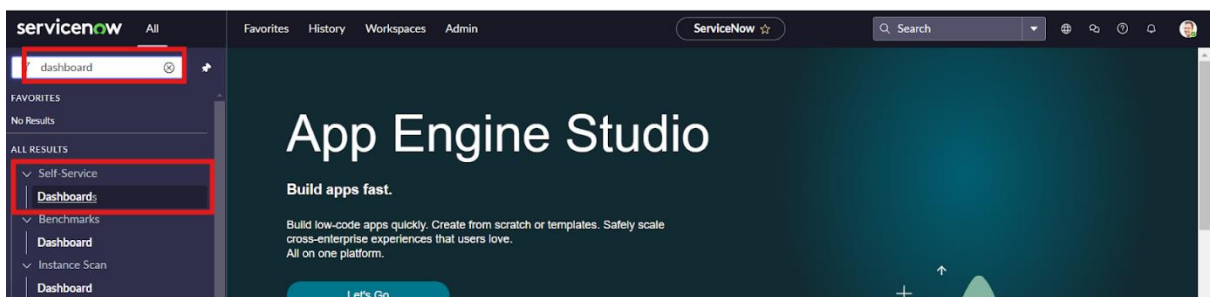 servicenow All Favorites History Workspaces Admin ServiceNow Search
dashboard
FAVORITES
No Results
ALL RESULTS
Self-Service
Dashboards
Benchmarks
Dashboard
Instance Scan
Dashboard
App Engine Studio
Build apps fast.
Build low-code apps quickly. Create from scratch or templates. Safely scale
cross-enterprise experiences that users love.
All on one platform.
Let's Go